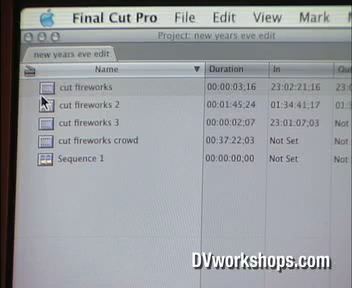 Final Cut Pro File Edit View Mark
Project: new years eve edit
new years eve edit
Name Duration In
cut fireworks 00:00:03;16 23:02:21;16
cut fireworks 2 00:01:45;24 01:34:41;17
cut fireworks 3 00:00:02;07 23:01:07;03
cut fireworks crowd 00:37:22;03 Not Set Not
Sequence 1 00:00:00;00 Not Set Not
DVworkshops.com